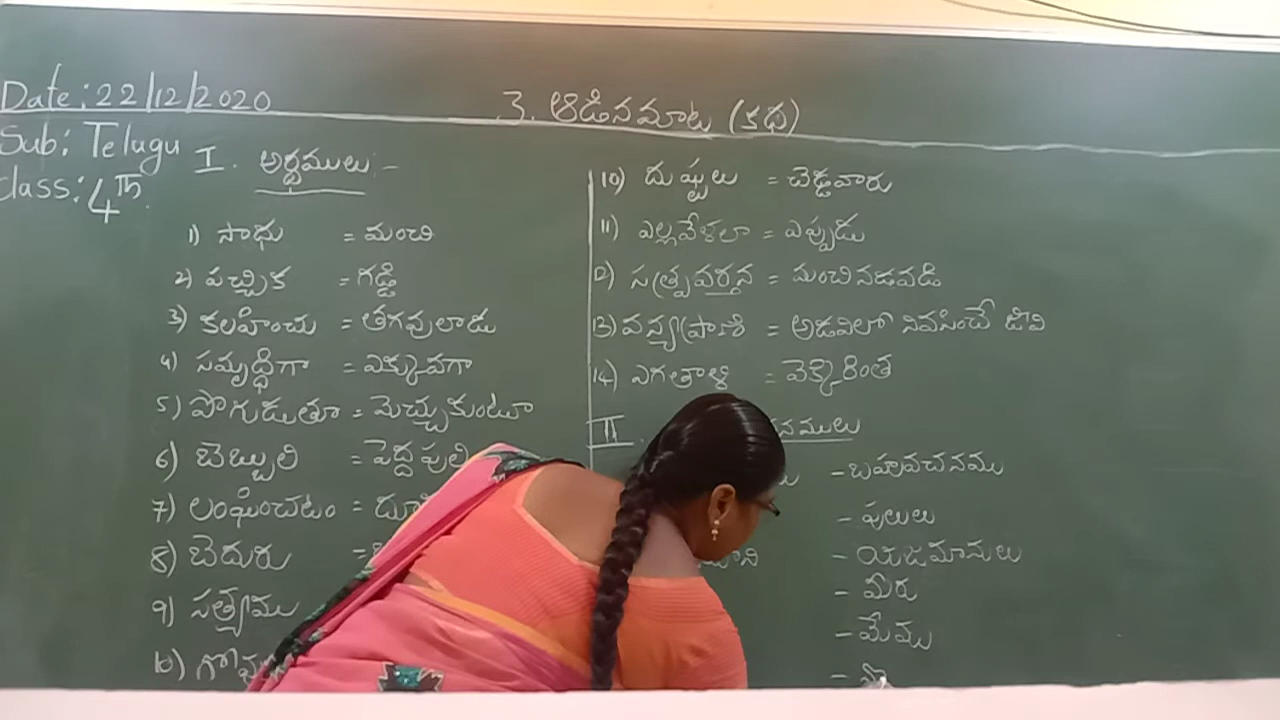 Date: 22/12/2020
3. ఆడినమాట (కథ)
Sub: Telugu
Class: 4th.
I. అర్థములు :-
1) సాధు = మంచి
2) పచ్చిక = గడ్డి
3) కలహించు = తగవులాడు
4) సమృద్ధిగా = ఎక్కువగా
5) పొగుడుతూ = మెచ్చుకుంటూ
6) బెబ్బులి = పెద్దపులి
7) లంఘించటం =
8) బెదురు =
9) సత్యము
10)
10) దుష్టులు = చెడ్డవారు
11) ఎల్లవేళలా = ఎప్పుడు
12) సత్ప్రవర్తన = మంచినడవడి
13) వన్యప్రాణి = అడవిలో నివసించే జీవి
14) ఎగతాళి = వెక్కిరింత
II.
- బహువచనము
- పులులు
- యజమానులు
- మీరు
- మేము
-